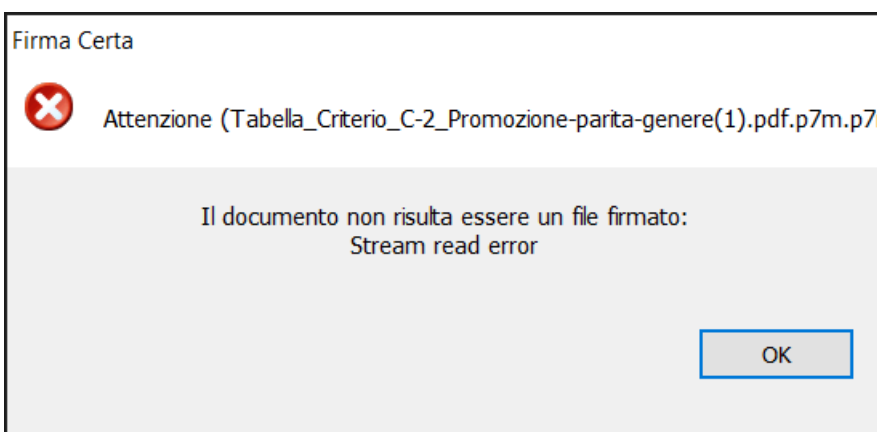 Firma Certa
Attenzione (Tabella_Criterio_C-2_Promozione-parita-genere(1).pdf.p7m.p7
Il documento non risulta essere un file firmato:
Stream read error
OK